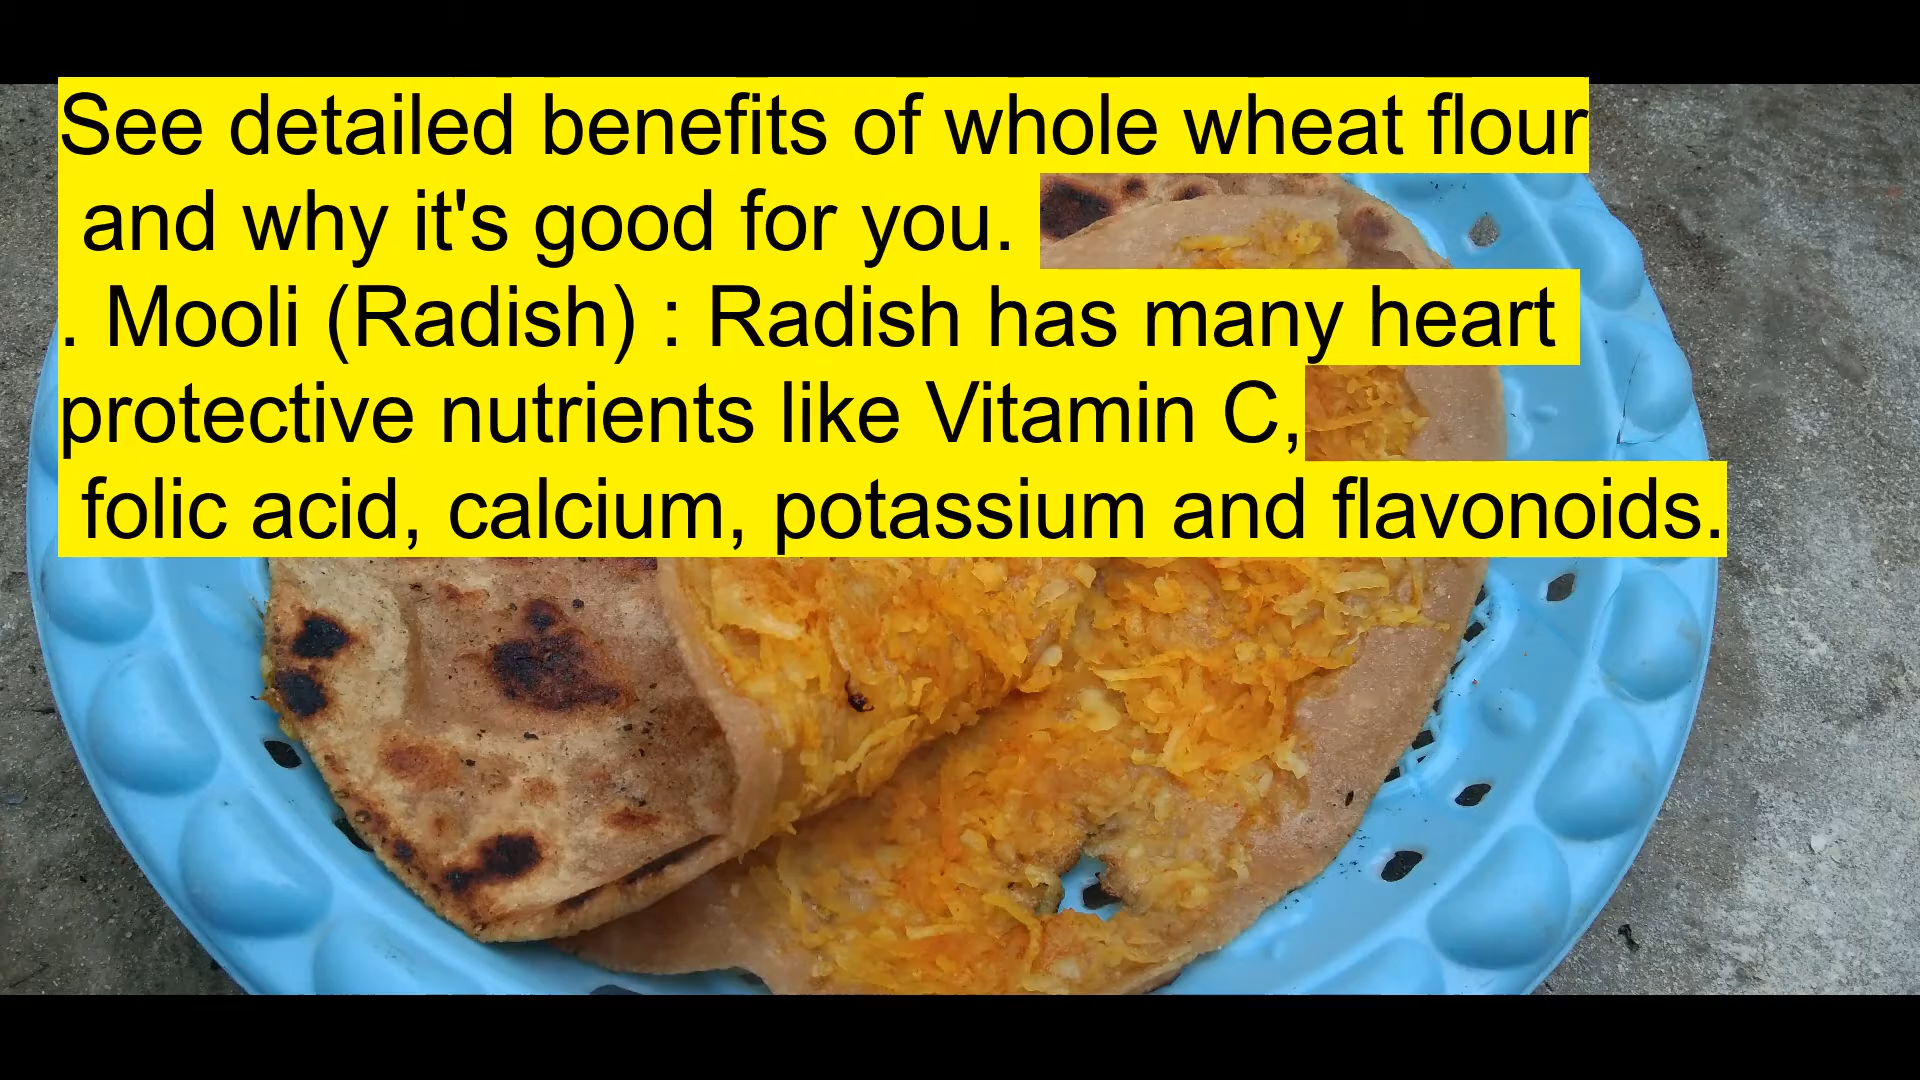 See detailed benefits of whole wheat flour
and why it's good for you.
. Mooli (Radish) : Radish has many heart
protective nutrients like Vitamin C,
folic acid, calcium, potassium and flavonoids.